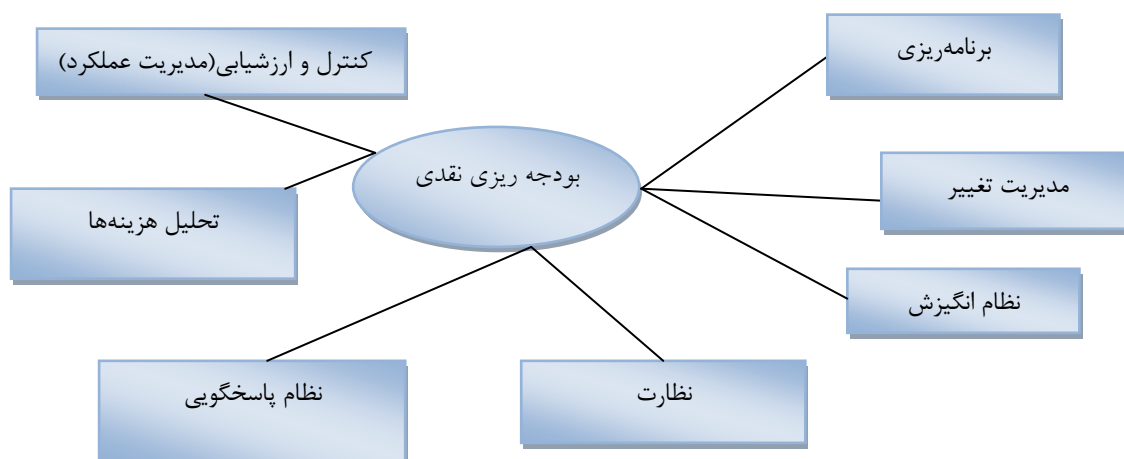 برنامه‌ریزی
کنترل و ارزشیابی(مدیریت عملکرد)
بودجه ریزی نقدی
مدیریت تغییر
تحلیل هزینه‌ها
نظام انگیزش
نظارت
نظام پاسخگویی